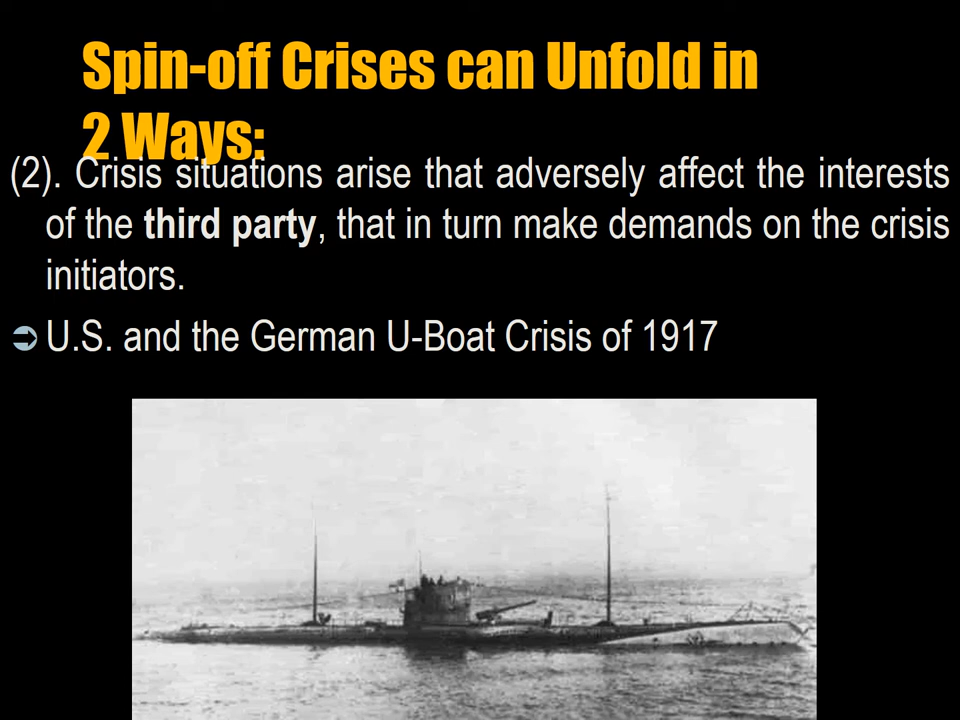 Spin-off Crises can Unfold in
2 Ways:
(2). Crisis situations arise that adversely affect the interests
of the third party, that in turn make demands on the crisis
initiators.
U.S. and the German U-Boat Crisis of 1917